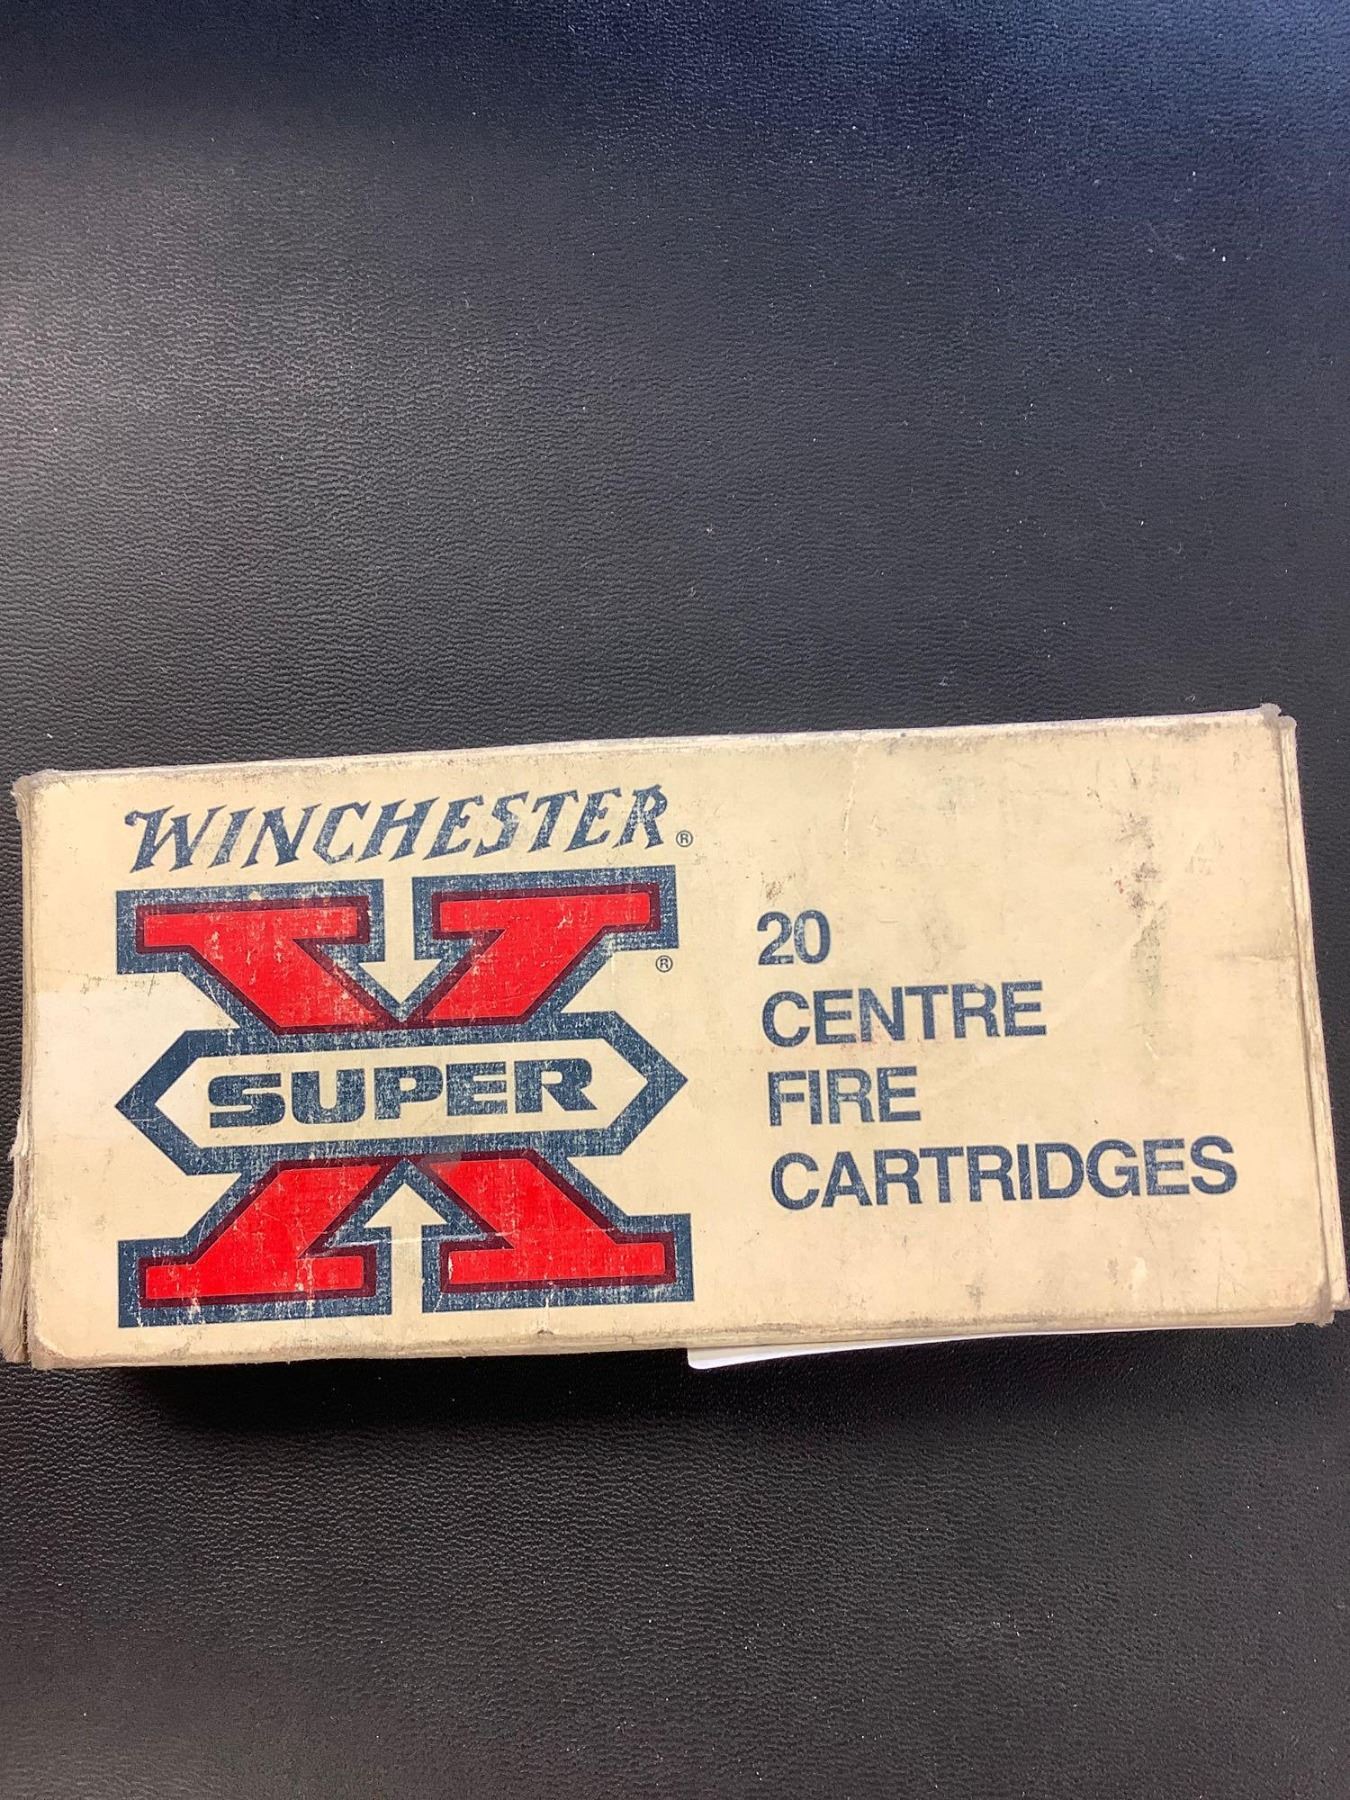 WINCHESTER®
®
SUPER
20
CENTRE
FIRE
CARTRIDGES